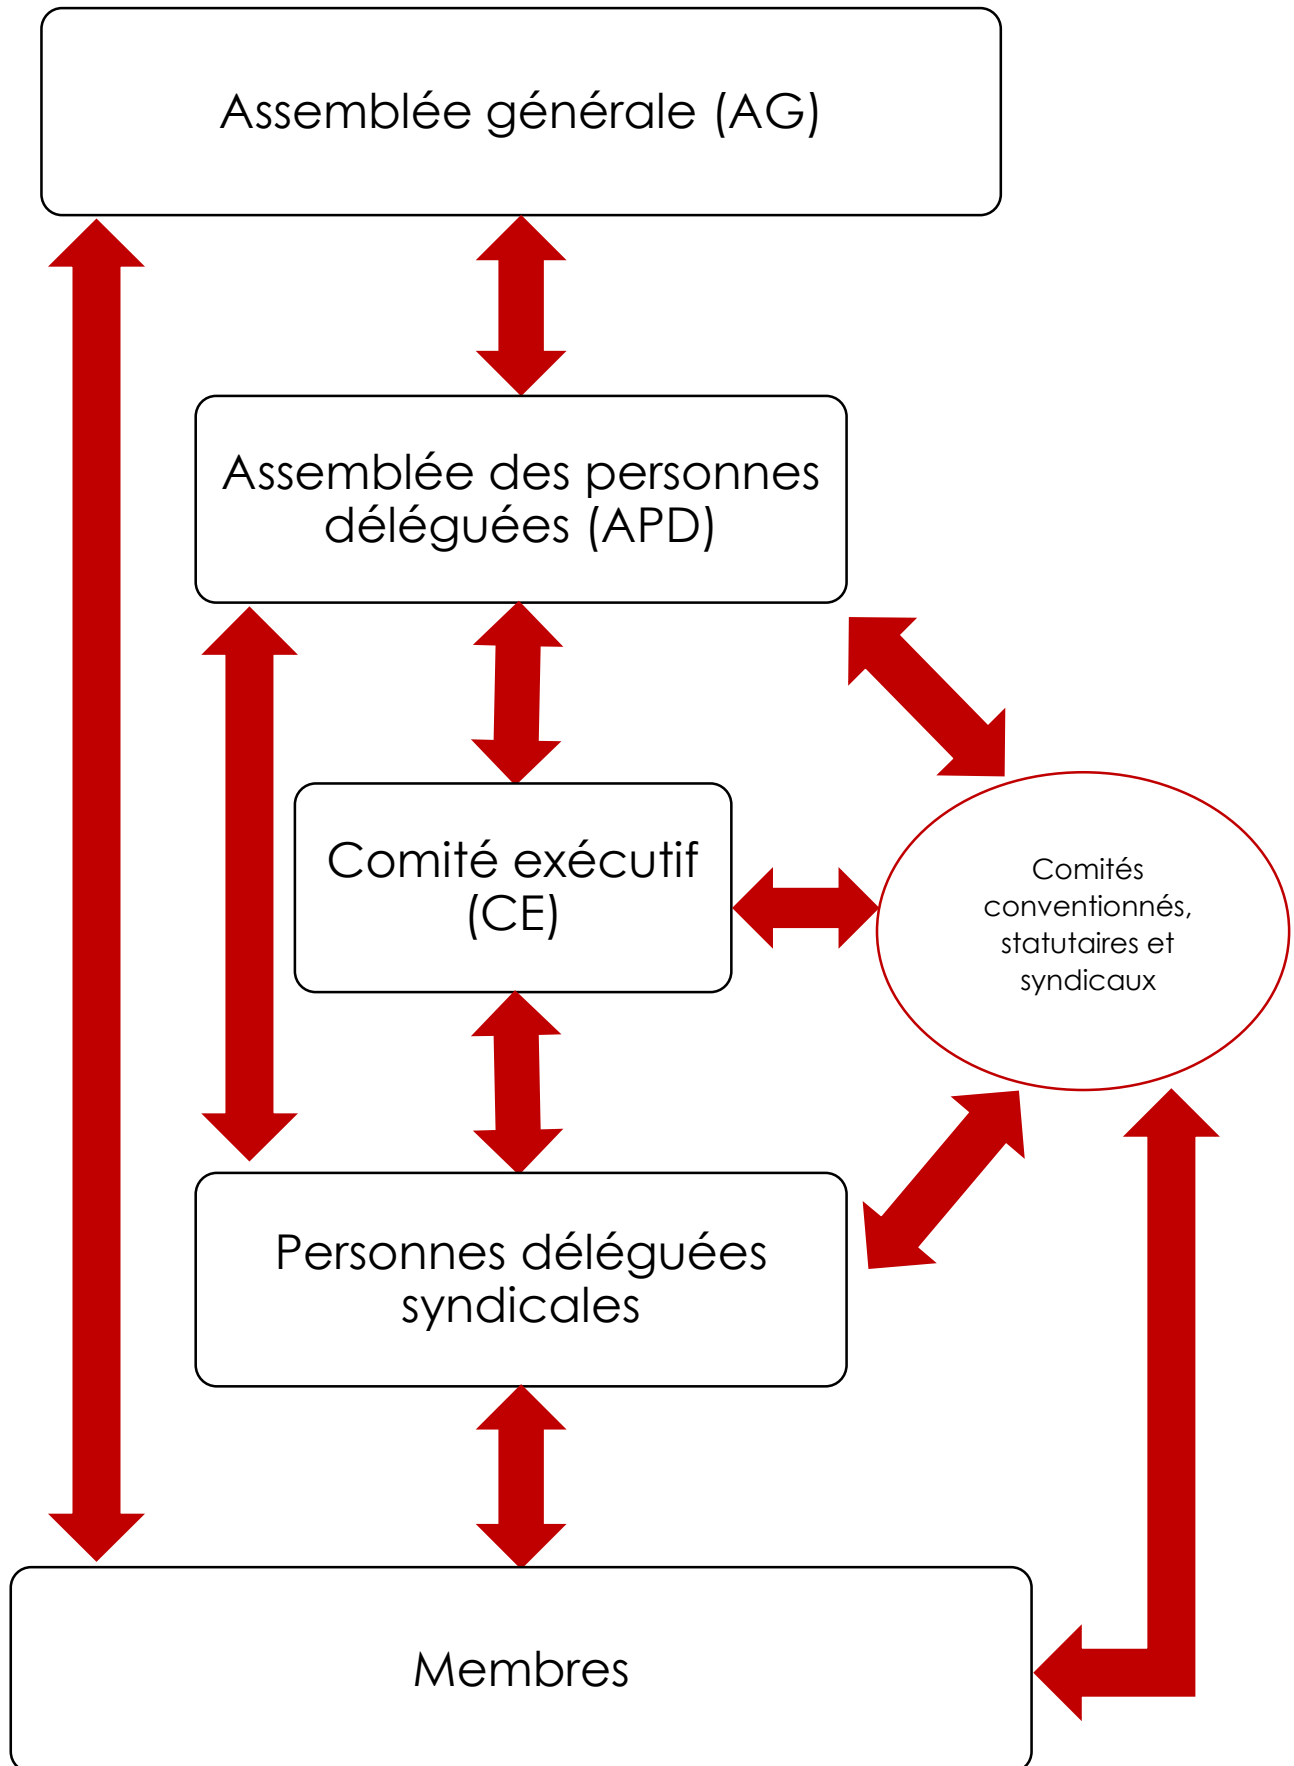 Assemblée générale (AG)
Assemblée des personnes
déléguées (APD)
Comité exécutif
(CE)
Comités
conventionnés,
statutaires et
syndicaux
Personnes déléguées
syndicales
Membres